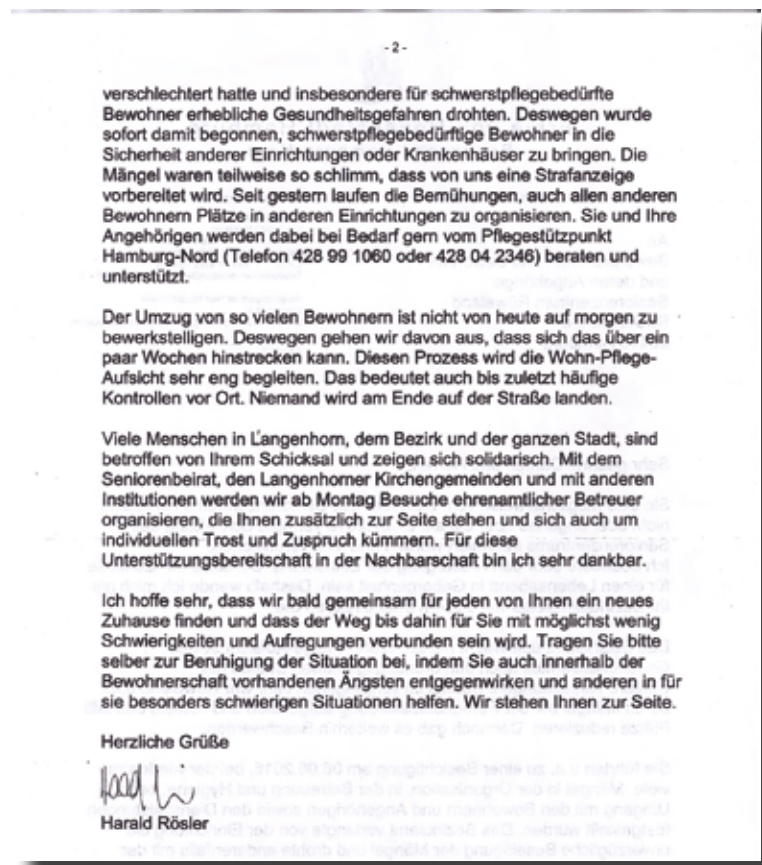 - 2 -
verschlechtert hatte und insbesondere für schwerstpflegebedürfte
Bewohner erhebliche Gesundheitsgefahren drohten. Deswegen wurde
sofort damit begonnen, schwerstpflegebedürftige Bewohner in die
Sicherheit anderer Einrichtungen oder Krankenhäuser zu bringen. Die
Mängel waren teilweise so schlimm, dass von uns eine Strafanzeige
vorbereitet wird. Seit gestern laufen die Bemühungen, auch allen anderen
Bewohnern Plätze in anderen Einrichtungen zu organisieren. Sie und Ihre
Angehörigen werden dabei bei Bedarf gern vom Pflegestützpunkt
Hamburg-Nord (Telefon 428 99 1060 oder 428 04 2346) beraten und
unterstützt.
Der Umzug von so vielen Bewohnern ist nicht von heute auf morgen zu
bewerkstelligen. Deswegen gehen wir davon aus, dass sich das über ein
paar Wochen hinstrecken kann. Diesen Prozess wird die Wohn-Pflege-
Aufsicht sehr eng begleiten. Das bedeutet auch bis zuletzt häufige
Kontrollen vor Ort. Niemand wird am Ende auf der Straße landen.
Viele Menschen in Langenhorn, dem Bezirk und der ganzen Stadt, sind
betroffen von Ihrem Schicksal und zeigen sich solidarisch. Mit dem
Seniorenbeirat, den Langenhorner Kirchengemeinden und mit anderen
Institutionen werden wir ab Montag Besuche ehrenamtlicher Betreuer
organisieren, die Ihnen zusätzlich zur Seite stehen und sich auch um
individuellen Trost und Zuspruch kümmern. Für diese
Unterstützungsbereitschaft in der Nachbarschaft bin ich sehr dankbar.
Ich hoffe sehr, dass wir bald gemeinsam für jeden von Ihnen ein neues
Zuhause finden und dass der Weg bis dahin für Sie mit möglichst wenig
Schwierigkeiten und Aufregungen verbunden sein wird. Tragen Sie bitte
selber zur Beruhigung der Situation bei, indem Sie auch innerhalb der
Bewohnerschaft vorhandenen Ängsten entgegenwirken und anderen in für
sie besonders schwierigen Situationen helfen. Wir stehen Ihnen zur Seite.
Herzliche Grüße
Harald Rösler